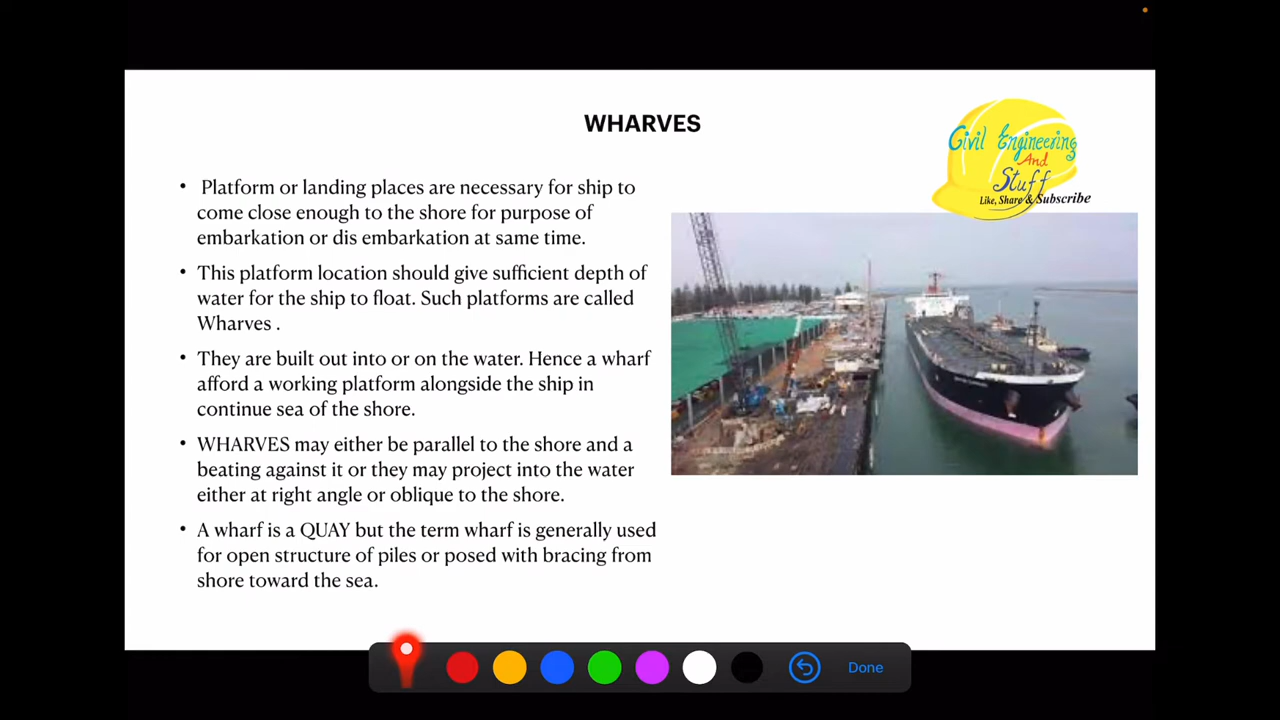 WHARVES
Civil Engineering
And
Stuff
Like, Share & Subscribe
• Platform or landing places are necessary for ship to
come close enough to the shore for purpose of
embarkation or dis embarkation at same time.
• This platform location should give sufficient depth of
water for the ship to float. Such platforms are called
Wharves .
• They are built out into or on the water. Hence a wharf
afford a working platform alongside the ship in
continue sea of the shore.
• WHARVES may either be parallel to the shore and a
beating against it or they may project into the water
either at right angle or oblique to the shore.
• A wharf is a QUAY but the term wharf is generally used
for open structure of piles or posed with bracing from
shore toward the sea.
Done